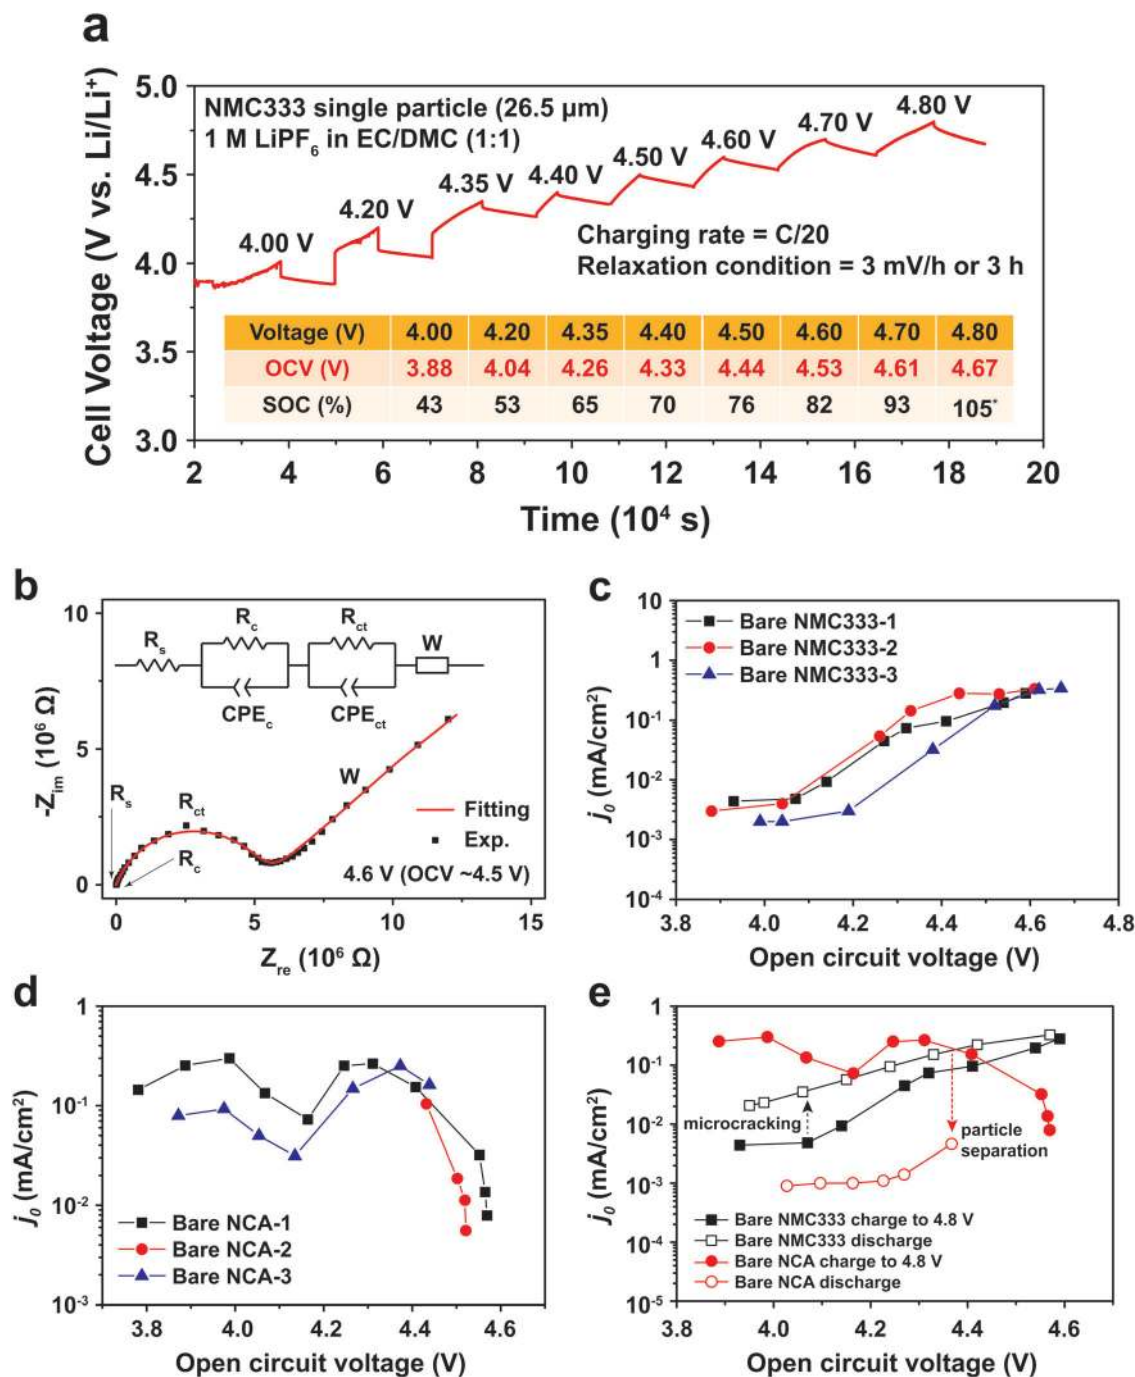 a
Cell Voltage (V vs. Li/Li⁺)
5.0
4.5
4.0
3.5
3.0
NMC333 single particle (26.5 μm)
1 M LiPF₆ in EC/DMC (1:1)
4.00 V
4.20 V
4.35 V
4.40 V
4.50 V
4.60 V
4.70 V
4.80 V
Charging rate = C/20
Relaxation condition = 3 mV/h or 3 h
Voltage (V) 4.00 4.20 4.35 4.40 4.50 4.60 4.70 4.80
OCV (V) 3.88 4.04 4.26 4.33 4.44 4.53 4.61 4.67
SOC (%) 43 53 65 70 76 82 93 105*
2 4 6 8 10 12 14 16 18 20
Time (10⁴ s)
b
-Z_im (10⁶ Ω)
10
5
0
R_s
R_c
R_ct
W
CPE_c
CPE_ct
R_s
R_ct
R_c
W
Fitting
Exp.
4.6 V (OCV ~4.5 V)
0 5 10 15
Z_re (10⁶ Ω)
c
j₀ (mA/cm²)
10
1
10⁻¹
10⁻²
10⁻³
10⁻⁴
Bare NMC333-1
Bare NMC333-2
Bare NMC333-3
3.8 4.0 4.2 4.4 4.6 4.8
Open circuit voltage (V)
d
j₀ (mA/cm²)
1
10⁻¹
10⁻²
10⁻³
Bare NCA-1
Bare NCA-2
Bare NCA-3
3.8 4.0 4.2 4.4 4.6
Open circuit voltage (V)
e
j₀ (mA/cm²)
1
10⁻¹
10⁻²
10⁻³
10⁻⁴
10⁻⁵
microcracking
particle
separation
Bare NMC333 charge to 4.8 V
Bare NMC333 discharge
Bare NCA charge to 4.8 V
Bare NCA discharge
4.0 4.2 4.4 4.6
Open circuit voltage (V)